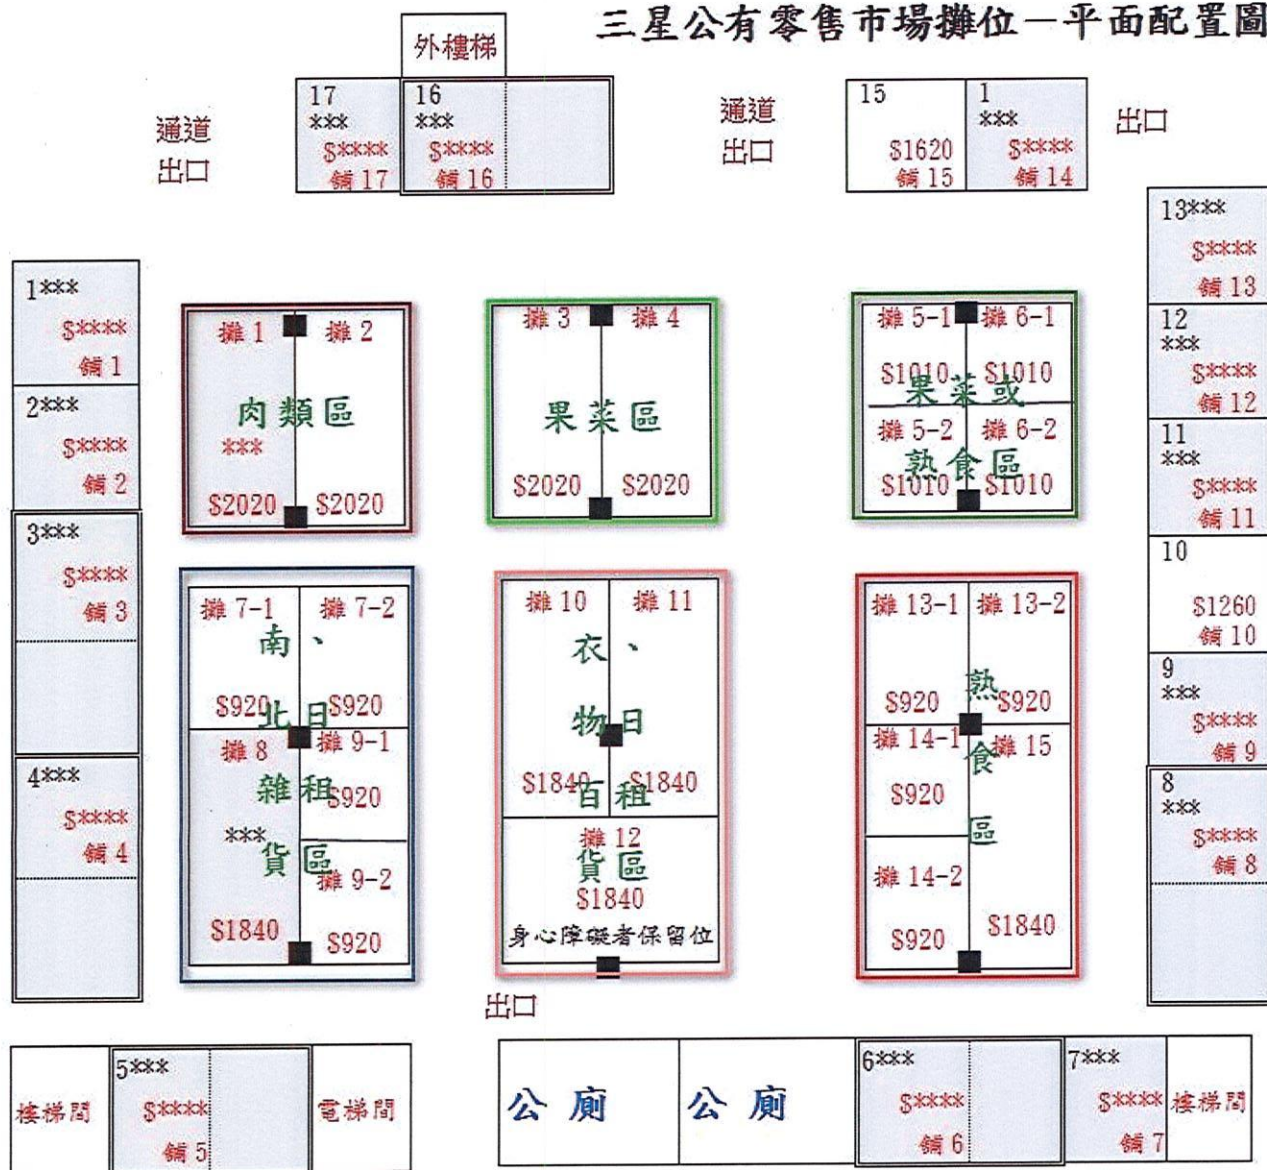 三星公有零售市場攤位－平面配置圖
外樓梯
通道
出口
17
***
$****
舖 17
16
***
$****
舖 16
通道
出口
15
$1620
舖 15
1
***
$****
舖 14
出口
13***
$****
舖 13
12
***
$****
舖 12
11
***
$****
舖 11
10
$1260
舖 10
9
***
$****
舖 9
8
***
$****
舖 8
1***
$****
舖 1
2***
$****
舖 2
3***
$****
舖 3
4***
$****
舖 4
攤 1 攤 2
肉類區
***
$2020 $2020
攤 3 攤 4
果菜區
$2020 $2020
攤 5-1 攤 6-1
$1010 $1010
果菜或
攤 5-2 攤 6-2
熟食區
$1010 $1010
攤 7-1 攤 7-2
南、
$920 $920
北日
攤 8 攤 9-1
雜租
$920
***
貨區
攤 9-2
$1840 $920
攤 10 攤 11
衣、
物日
$1840 $1840
百租
攤 12
貨區
$1840
身心障礙者保留位
攤 13-1 攤 13-2
熟
$920 $920
攤 14-1 攤 15
食
$920
區
攤 14-2
$920 $1840
出口
樓梯間
5***
$****
舖 5
電梯間
公廁
公廁
6***
$****
舖 6
7***
$****
舖 7
樓梯間